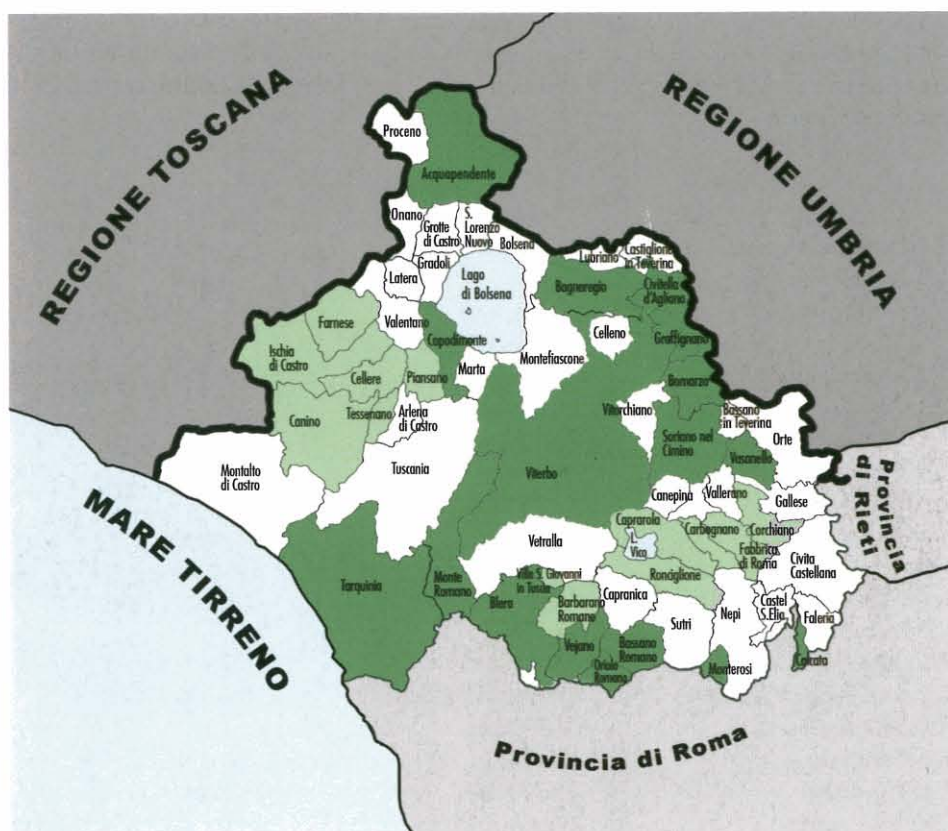 REGIONE TOSCANA
REGIONE UMBRIA
Proceno
Acquapendente
Onano
Grotte
di Castro
S.
Lorenzo
Nuovo
Bolsena
Lubriano
Castiglione
in Teverina
Latera
Gradoli
Lago
di Bolsena
Bagnoregio
Civitella
d'Agliano
Farnese
Valentano
Capodimonte
Celleno
Graffignano
Ischia
di Castro
Montefiascone
Cellere
Piansano
Marta
Bomarzo
Canino
Tessenano
Arlena
di Castro
Vitorchiano
Bassano
in Teverina
Orte
Soriano nel
Cimino
Vasanello
Montalto
di Castro
Tuscania
Viterbo
Canepina
Vallerano
Gallese
Provincia
di Rieti
Caprarola
Carbognano
Corchiano
L.
Vico
Fabbrica
di Roma
Civita
Castellana
MARE TIRRENO
Vetralla
Ronciglione
Tarquinia
Monte
Romano
Villa S. Giovanni
in Tuscia
Blera
Barbarano
Romano
Capranica
Sutri
Nepi
Castel
S.Elia
Faleria
Vejano
Bassano
Romano
Oriolo
Romano
Monterosi
Calcata
Provincia di Roma